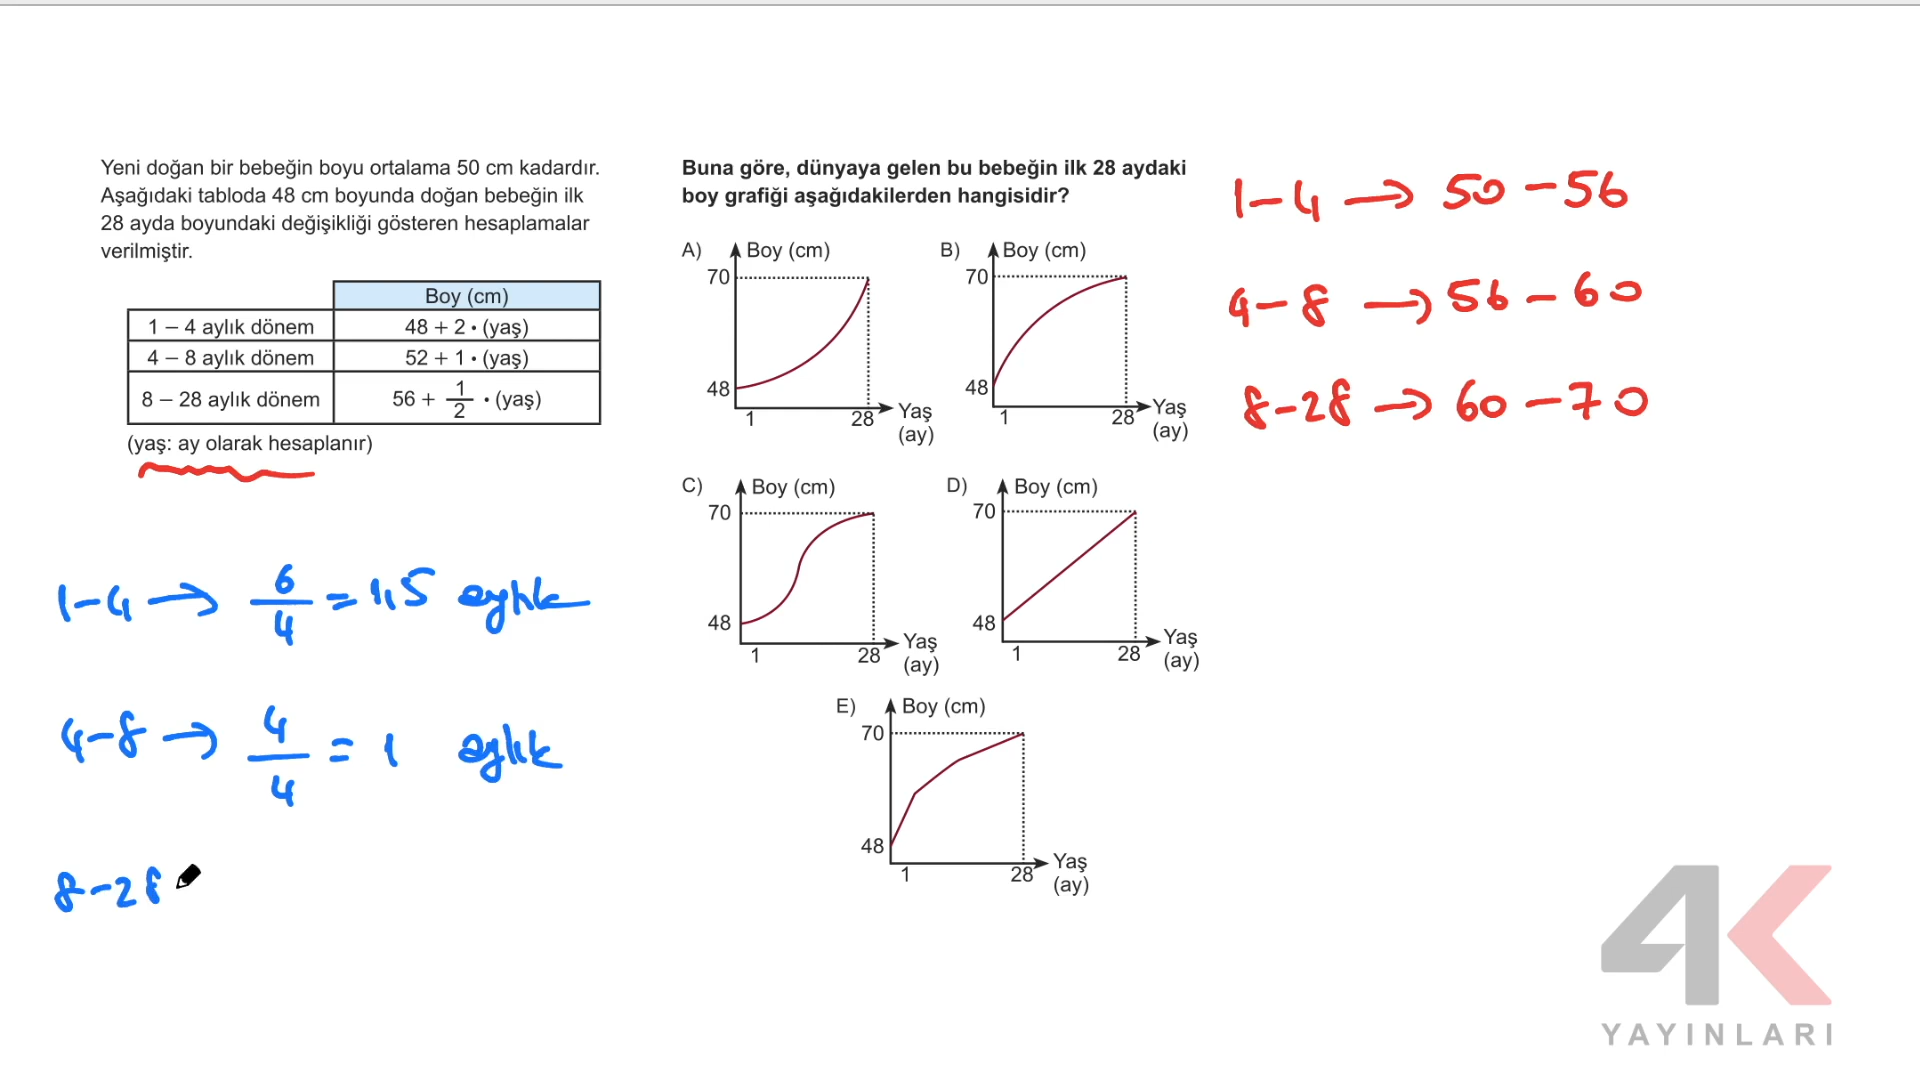 Yeni doğan bir bebeğin boyu ortalama 50 cm kadardır.
Aşağıdaki tabloda 48 cm boyunda doğan bebeğin ilk
28 ayda boyundaki değişikliği gösteren hesaplamalar
verilmiştir.
Boy (cm)
1 – 4 aylık dönem 48 + 2 • (yaş)
4 – 8 aylık dönem 52 + 1 • (yaş)
8 – 28 aylık dönem 56 + 1/2 • (yaş)
(yaş: ay olarak hesaplanır)
1-4 → 6/4 = 1,5 aylık
4-8 → 4/4 = 1 aylık
8-28
Buna göre, dünyaya gelen bu bebeğin ilk 28 aydaki
boy grafiği aşağıdakilerden hangisidir?
A) Boy (cm)
70
48
1 28 Yaş
(ay)
B) Boy (cm)
70
48
1 28 Yaş
(ay)
C) Boy (cm)
70
48
1 28 Yaş
(ay)
D) Boy (cm)
70
48
1 28 Yaş
(ay)
E) Boy (cm)
70
48
1 28 Yaş
(ay)
1-4 → 50-56
4-8 → 56-60
8-28 → 60-70
4K
YAYINLARI